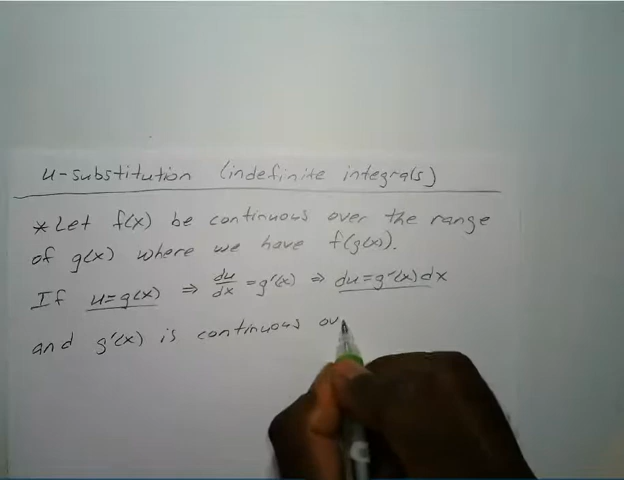 u-substitution (indefinite integrals)
*Let f(x) be continuous over the range
of g(x) where we have f(g(x)).
If u=g(x) ⇒ du/dx = g'(x) ⇒ du=g'(x)dx
and g'(x) is continuous ov